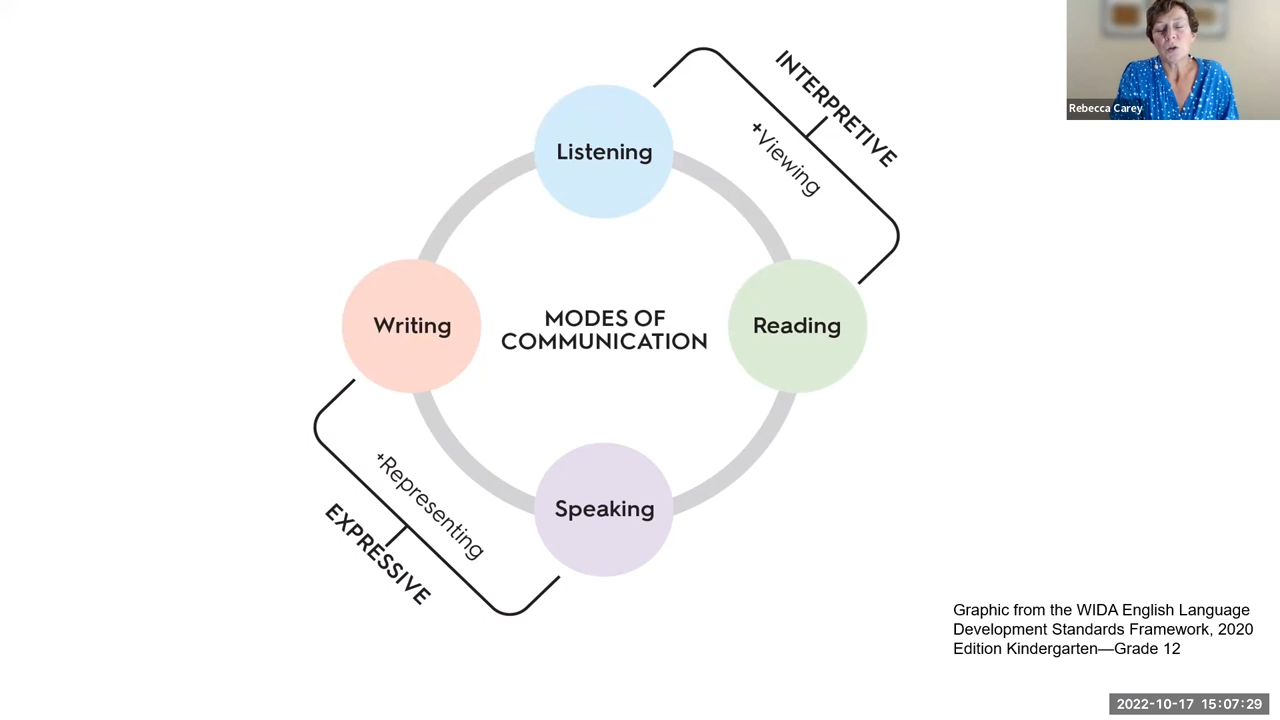 INTERPRETIVE
+Viewing
Rebecca Carey
Listening
Writing
MODES OF
COMMUNICATION
Reading
+Representing
EXPRESSIVE
Speaking
Graphic from the WIDA English Language
Development Standards Framework, 2020
Edition Kindergarten—Grade 12
2022-10-17 15:07:29